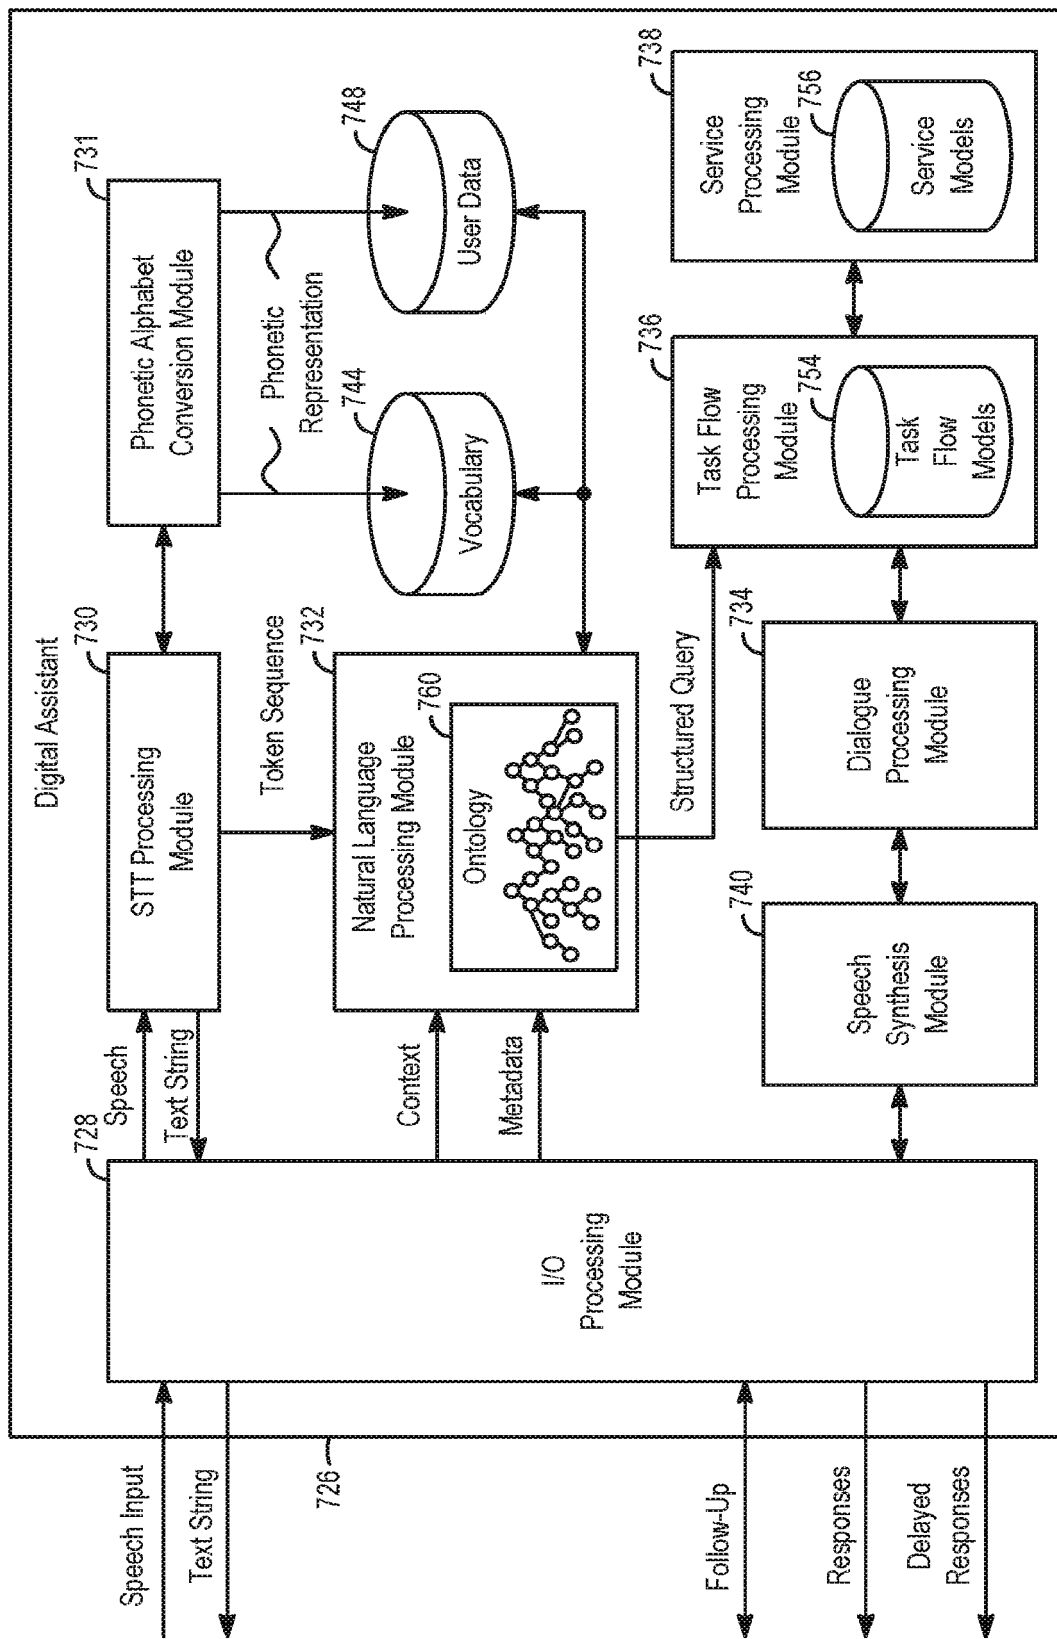 Digital Assistant
726
Speech Input
Text String
Follow-Up
Responses
Delayed
Responses
728
I/O
Processing
Module
Speech
Text String
Context
Metadata
730
STT Processing
Module
731
Phonetic Alphabet
Conversion Module
Token Sequence
Phonetic
Representation
732
Natural Language
Processing Module
760
Ontology
744
Vocabulary
748
User Data
Structured Query
740
Speech
Synthesis
Module
734
Dialogue
Processing
Module
736
Task Flow
Processing
Module
754
Task
Flow
Models
738
Service
Processing
Module
756
Service
Models